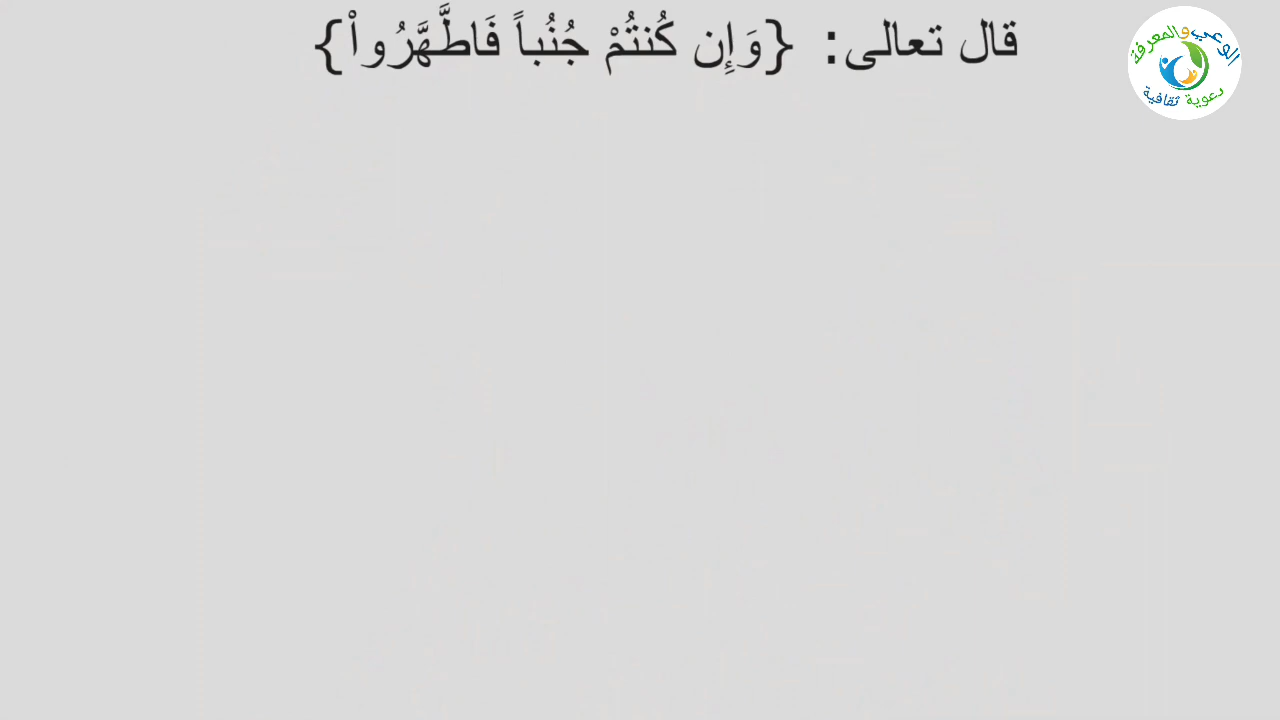 قال تعالى: {وَإِن كُنتُمْ جُنُباً فَاطَّهَّرُواْ}
الوعي والمعرفة
دعوية ثقافية